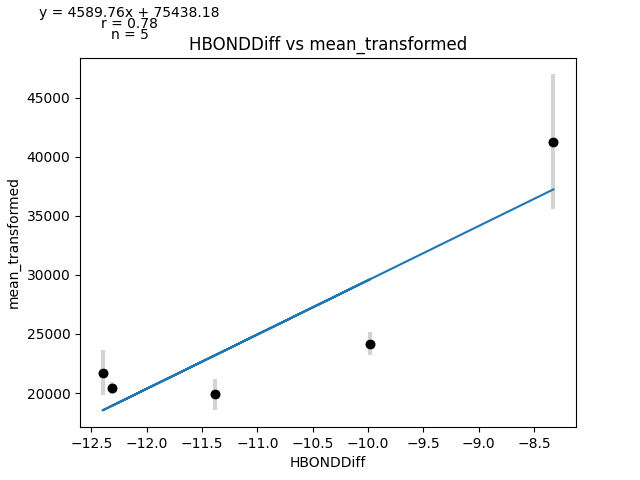 y = 4589.76x + 75438.18
r = 0.78
n = 5
HBONDDiff vs mean_transformed
45000
40000
35000
30000
25000
20000
mean_transformed
−12.5 −12.0 −11.5 −11.0 −10.5 −10.0 −9.5 −9.0 −8.5
HBONDDiff